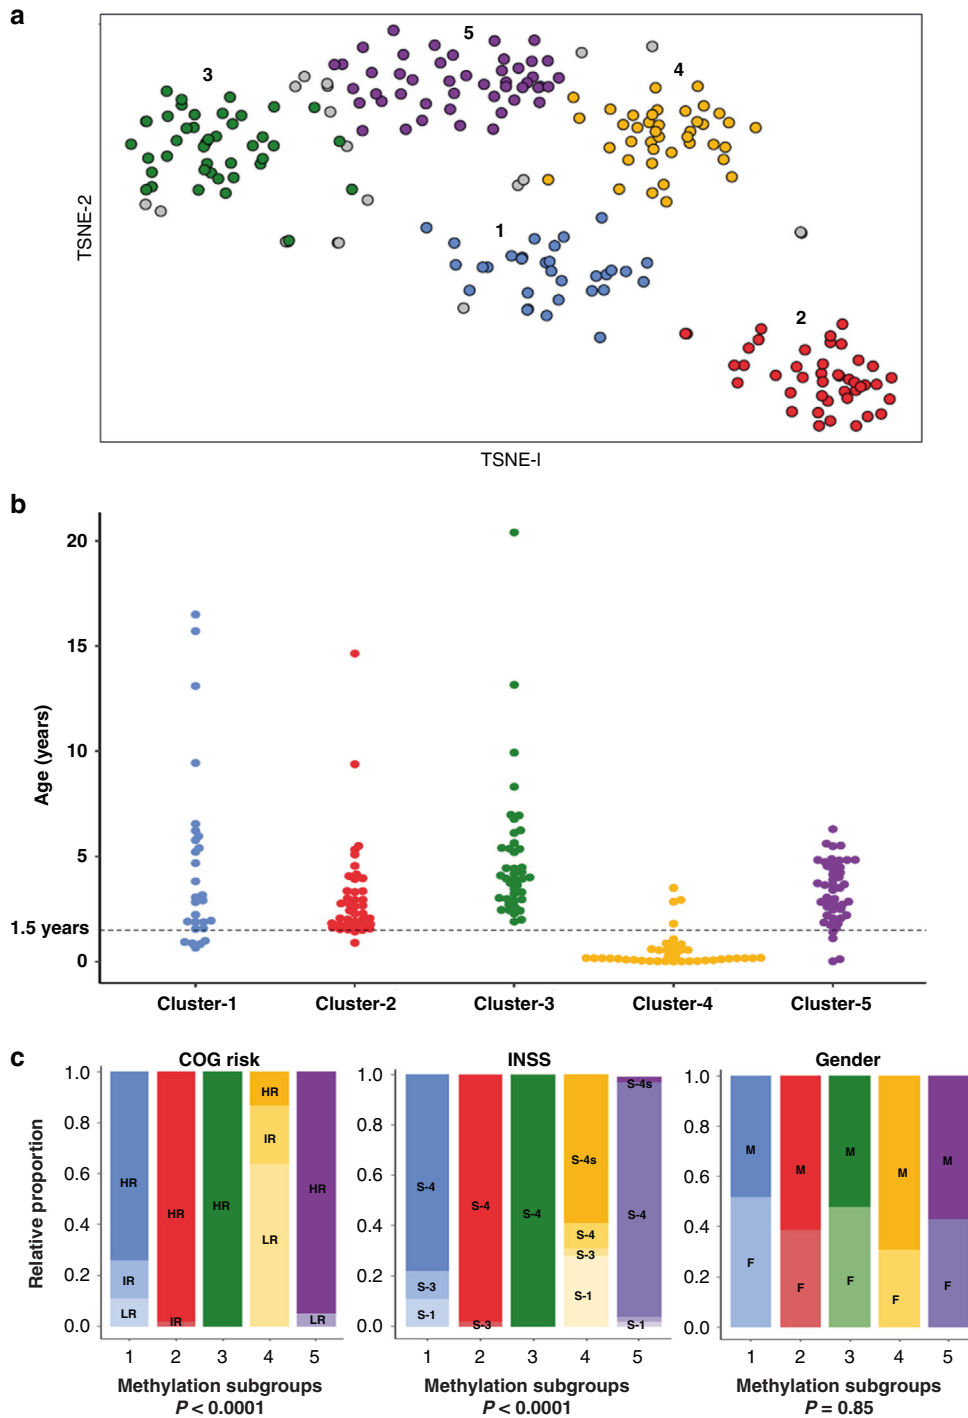 a
5
3
4
1
2
TSNE-2
TSNE-I
b
20
15
10
5
1.5 years
0
Age (years)
Cluster-1 Cluster-2 Cluster-3 Cluster-4 Cluster-5
c
COG risk
1.0
0.8
0.6
0.4
0.2
0.0
Relative proportion
HR
IR
LR
HR
IR
HR
HR
IR
LR
HR
LR
1 2 3 4 5
Methylation subgroups
P < 0.0001
INSS
1.0
0.8
0.6
0.4
0.2
0.0
S-4
S-3
S-1
S-4
S-3
S-4
S-4s
S-4
S-3
S-1
S-4s
S-4
S-1
1 2 3 4 5
Methylation subgroups
P < 0.0001
Gender
1.0
0.8
0.6
0.4
0.2
0.0
M
F
M
F
M
F
M
F
M
F
1 2 3 4 5
Methylation subgroups
P = 0.85